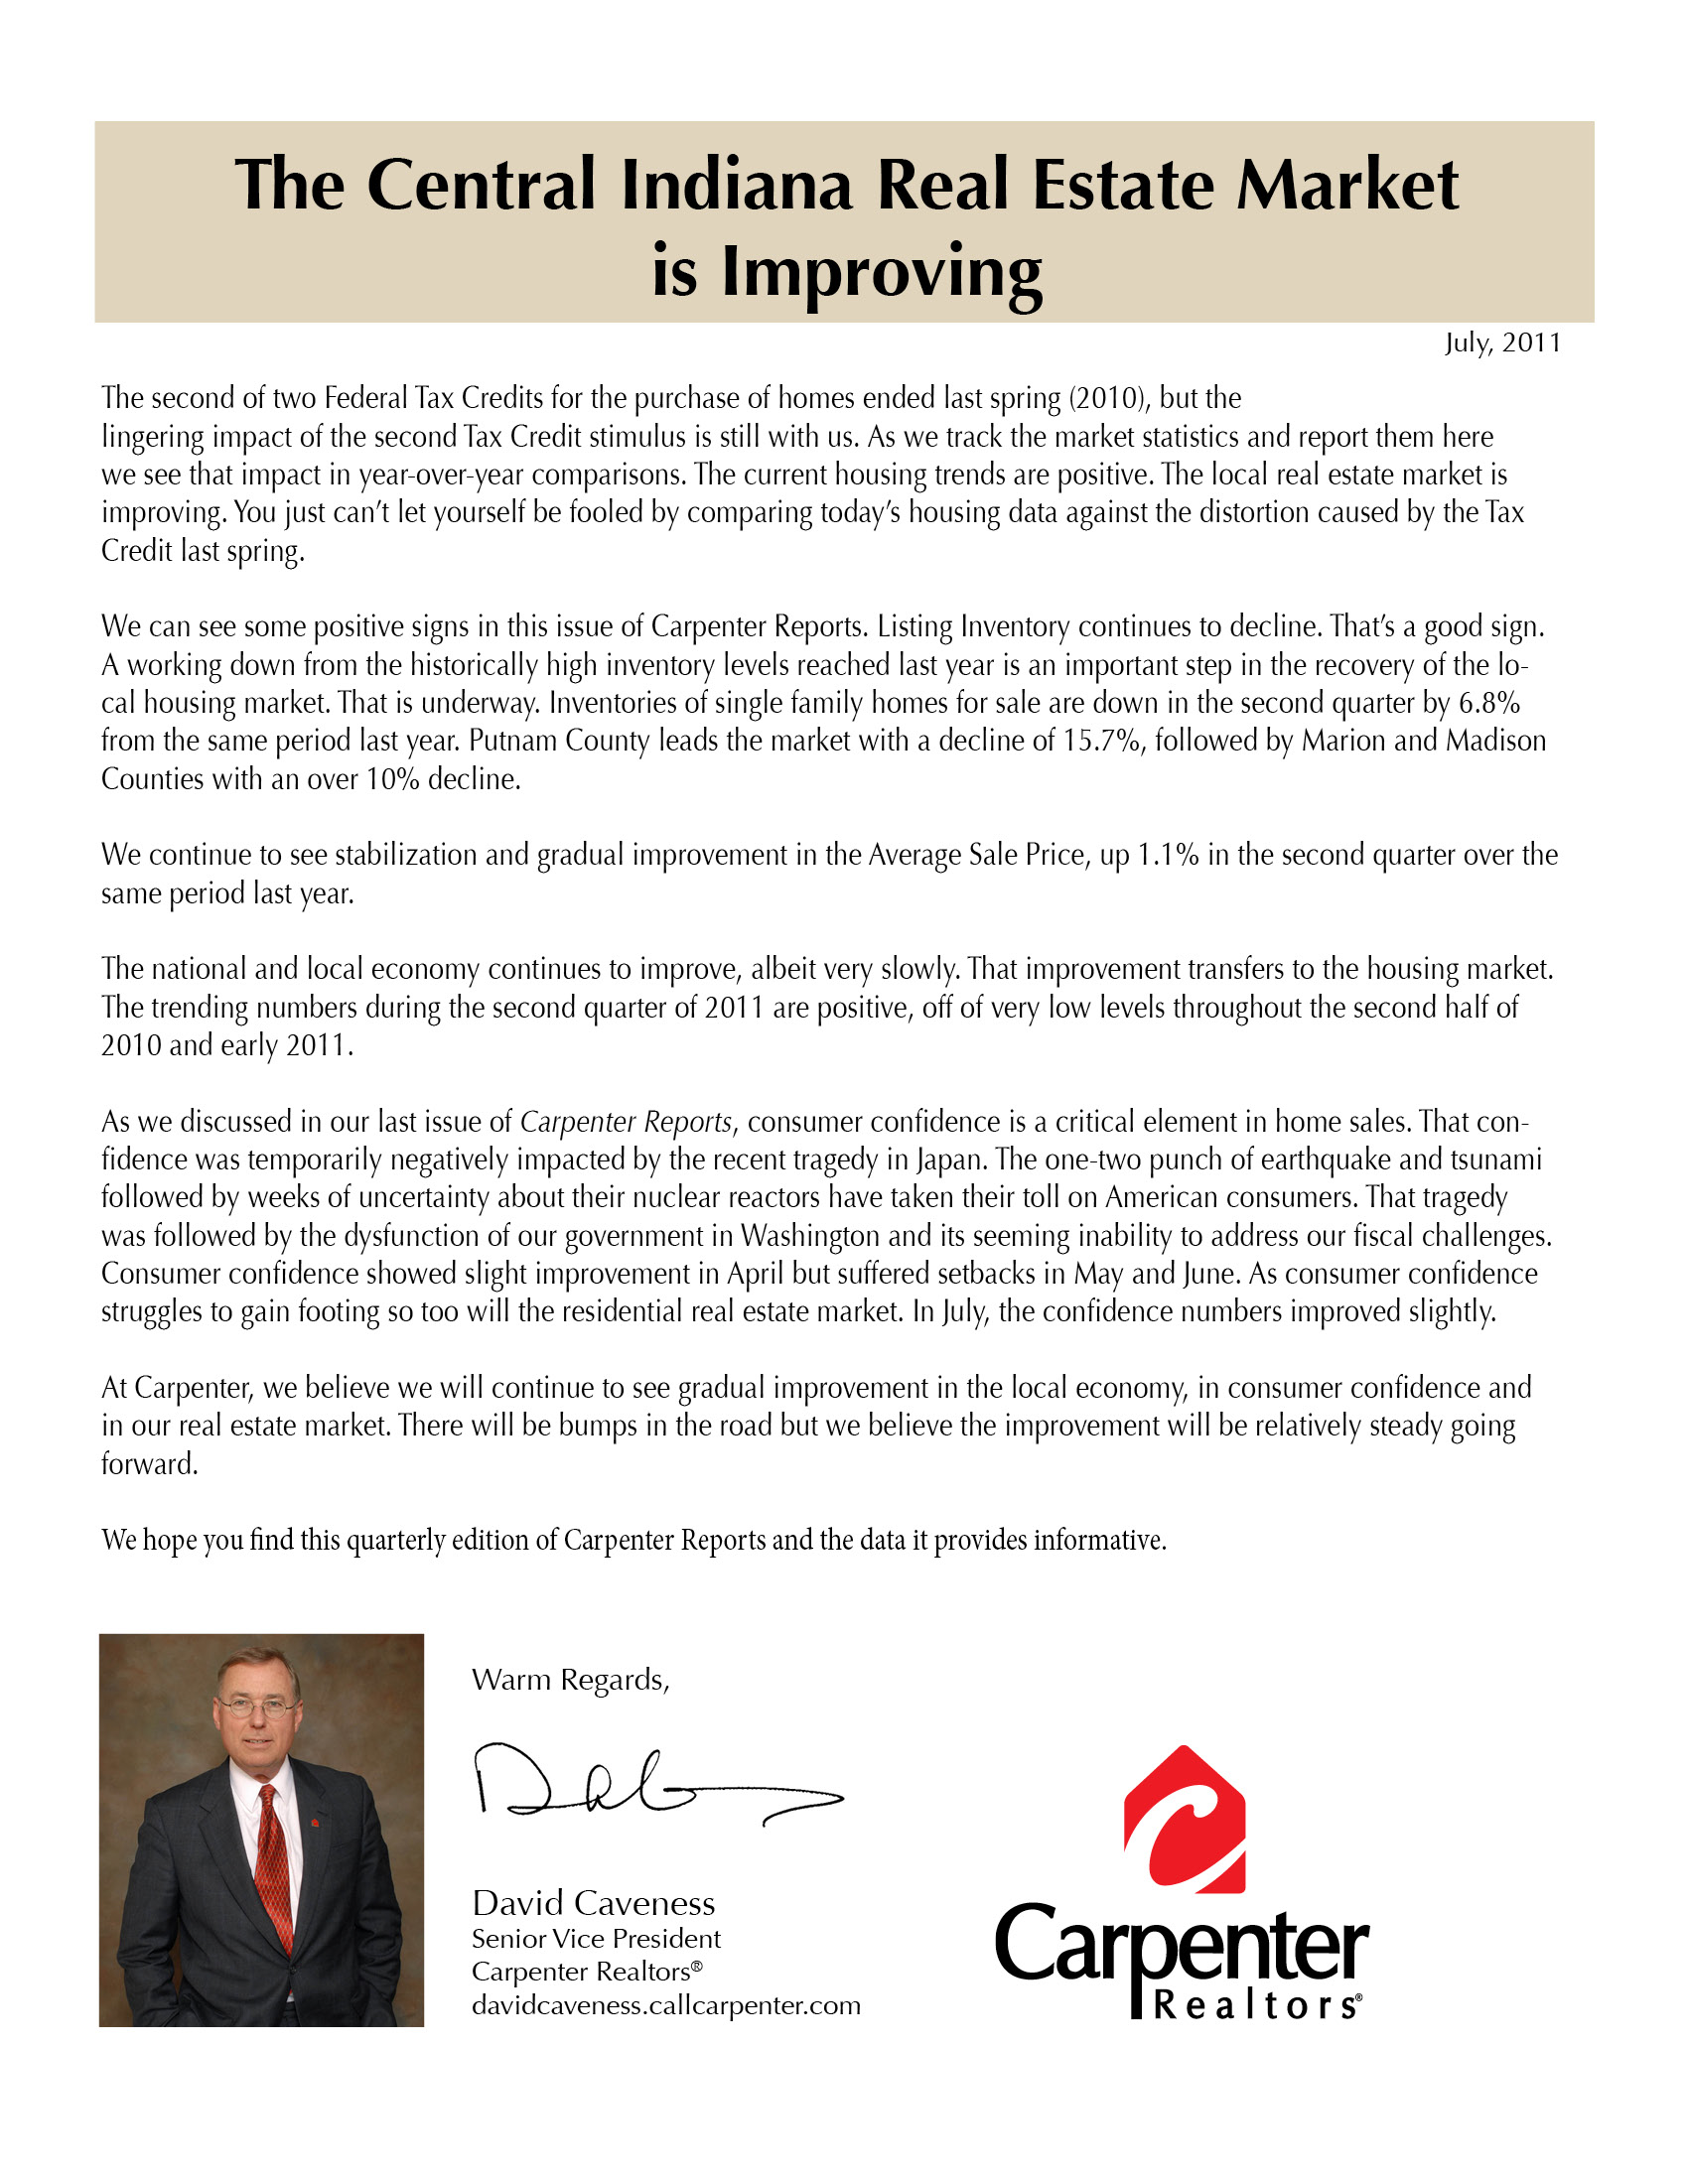 The Central Indiana Real Estate Market
is Improving
July, 2011
The second of two Federal Tax Credits for the purchase of homes ended last spring (2010), but the
lingering impact of the second Tax Credit stimulus is still with us. As we track the market statistics and report them here
we see that impact in year-over-year comparisons. The current housing trends are positive. The local real estate market is
improving. You just can’t let yourself be fooled by comparing today’s housing data against the distortion caused by the Tax
Credit last spring.
We can see some positive signs in this issue of Carpenter Reports. Listing Inventory continues to decline. That’s a good sign.
A working down from the historically high inventory levels reached last year is an important step in the recovery of the lo-
cal housing market. That is underway. Inventories of single family homes for sale are down in the second quarter by 6.8%
from the same period last year. Putnam County leads the market with a decline of 15.7%, followed by Marion and Madison
Counties with an over 10% decline.
We continue to see stabilization and gradual improvement in the Average Sale Price, up 1.1% in the second quarter over the
same period last year.
The national and local economy continues to improve, albeit very slowly. That improvement transfers to the housing market.
The trending numbers during the second quarter of 2011 are positive, off of very low levels throughout the second half of
2010 and early 2011.
As we discussed in our last issue of Carpenter Reports, consumer confidence is a critical element in home sales. That con-
fidence was temporarily negatively impacted by the recent tragedy in Japan. The one-two punch of earthquake and tsunami
followed by weeks of uncertainty about their nuclear reactors have taken their toll on American consumers. That tragedy
was followed by the dysfunction of our government in Washington and its seeming inability to address our fiscal challenges.
Consumer confidence showed slight improvement in April but suffered setbacks in May and June. As consumer confidence
struggles to gain footing so too will the residential real estate market. In July, the confidence numbers improved slightly.
At Carpenter, we believe we will continue to see gradual improvement in the local economy, in consumer confidence and
in our real estate market. There will be bumps in the road but we believe the improvement will be relatively steady going
forward.
We hope you find this quarterly edition of Carpenter Reports and the data it provides informative.
Warm Regards,
David Caveness
Senior Vice President
Carpenter Realtors®
davidcaveness.callcarpenter.com
Carpenter
Realtors®